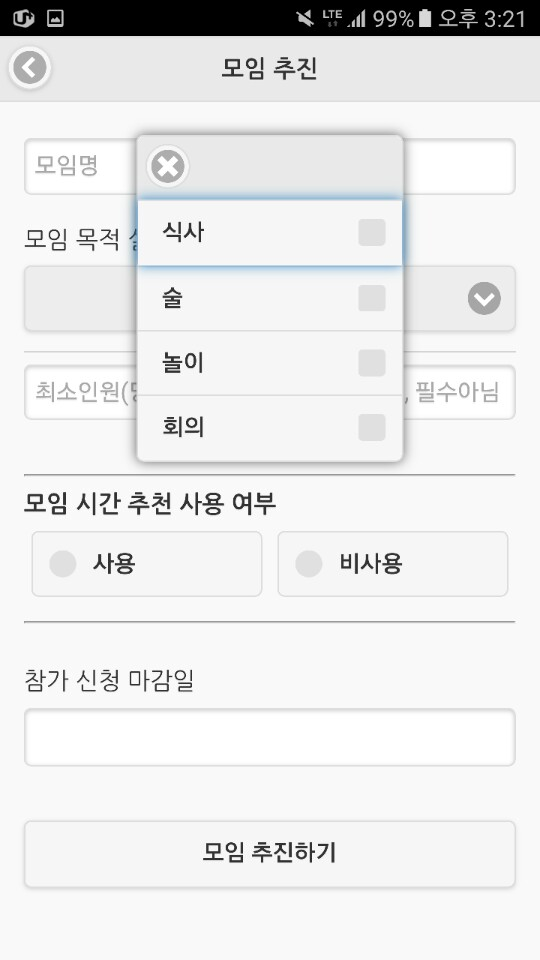 LTE 99% 오후 3:21
모임 추진
모임명
식사
모임 목적
술
놀이
최소인원( , 필수아님
회의
모임 시간 추천 사용 여부
사용 비사용
참가 신청 마감일
모임 추진하기